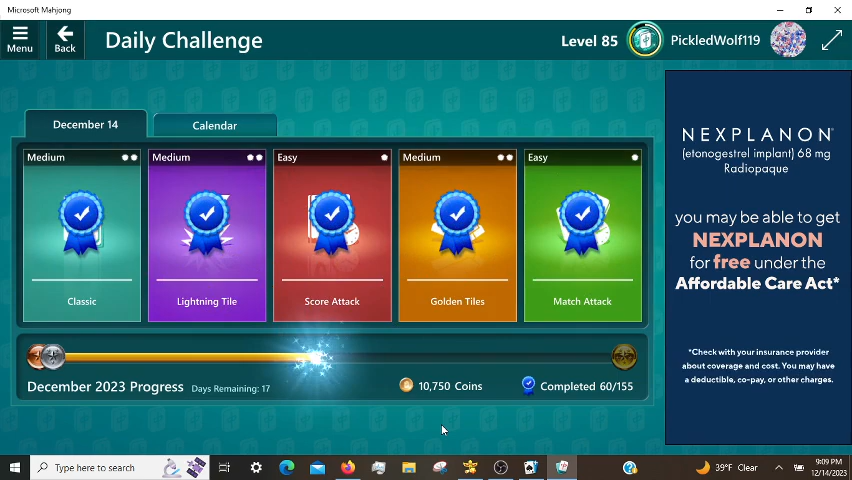 Microsoft Mahjong
Menu
Back
Daily Challenge
Level 85
PickledWolf119
December 14
Calendar
Medium
Medium
Easy
Medium
Easy
Classic
Lightning Tile
Score Attack
Golden Tiles
Match Attack
December 2023 Progress
Days Remaining: 17
10,750 Coins
Completed 60/155
NEXPLANON®
(etonogestrel implant) 68 mg
Radiopaque
you may be able to get
NEXPLANON
for free under the
Affordable Care Act*
*Check with your insurance provider
about coverage and cost. You may have
a deductible, co-pay, or other charges.
Type here to search
39°F Clear
9:09 PM
12/14/2023